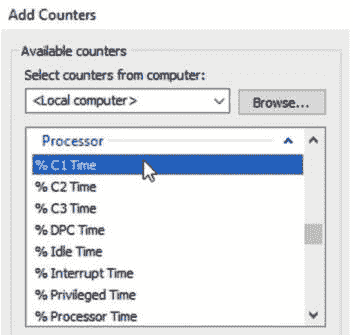 Add Counters
Available counters
Select counters from computer:
<Local computer>
Browse...
Processor
% C1 Time
% C2 Time
% C3 Time
% DPC Time
% Idle Time
% Interrupt Time
% Privileged Time
% Processor Time